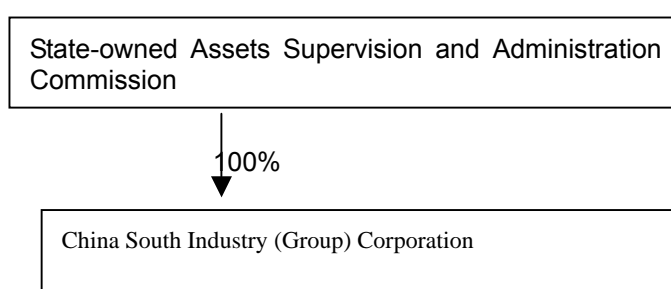 State-owned Assets Supervision and Administration
Commission
100%
China South Industry (Group) Corporation